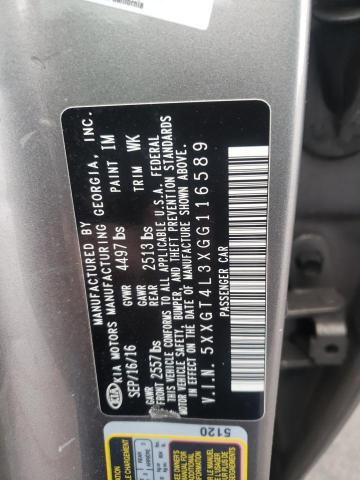 MANUFACTURED BY
KIA KIA MOTORS MANUFACTURING GEORGIA, INC.
SEP/16/16 GVWR 4497 lbs PAINT IM
GAWR FRONT 2557 lbs GAWR REAR 2513 lbs TRIM WK
THIS VEHICLE CONFORMS TO ALL APPLICABLE U.S.A. FEDERAL
MOTOR VEHICLE SAFETY, BUMPER, AND THEFT PREVENTION STANDARDS
IN EFFECT ON THE DATE OF MANUFACTURE SHOWN ABOVE.
V.I.N. 5XXGT4L3XGG116589
PASSENGER CAR
5120
California